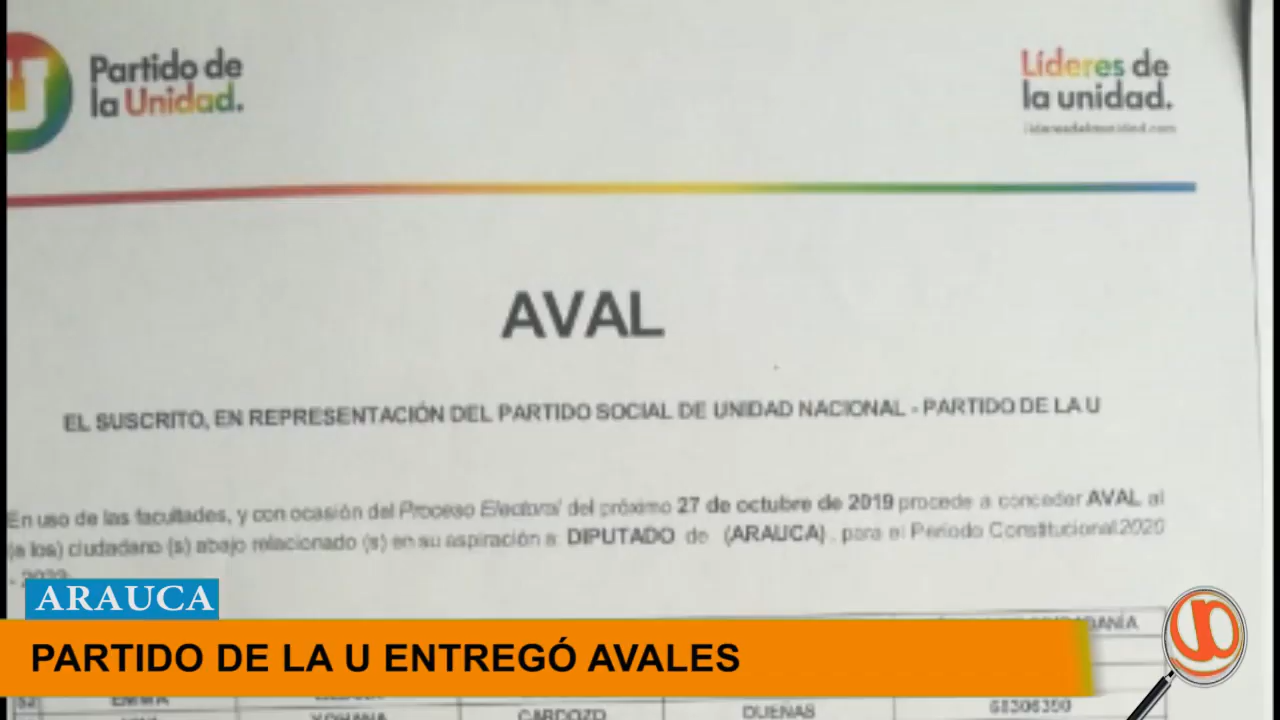 Partido de
la Unidad.
Líderes de
la unidad.
AVAL
EL SUSCRITO, EN REPRESENTACIÓN DEL PARTIDO SOCIAL DE UNIDAD NACIONAL - PARTIDO DE LA U
En uso de las facultades, y con ocasión del Proceso Electoral del próximo 27 de octubre de 2019 procede a conceder AVAL al
(a los) ciudadano (s) abajo relacionado (s) en su aspiración a DIPUTADO de (ARAUCA), para el Periodo Constitucional 2020
ARAUCA
PARTIDO DE LA U ENTREGÓ AVALES
EMMA
YOHANA CARDOZO DUEÑAS 68306350